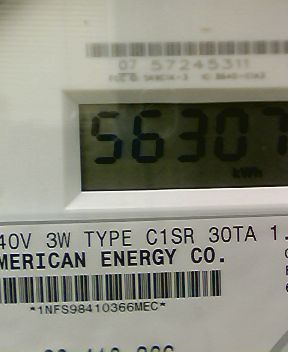 07 57245311
56307
kWh
40V 3W TYPE C1SR 30TA 1.
MERICAN ENERGY CO.
*1NFS98410366MEC*